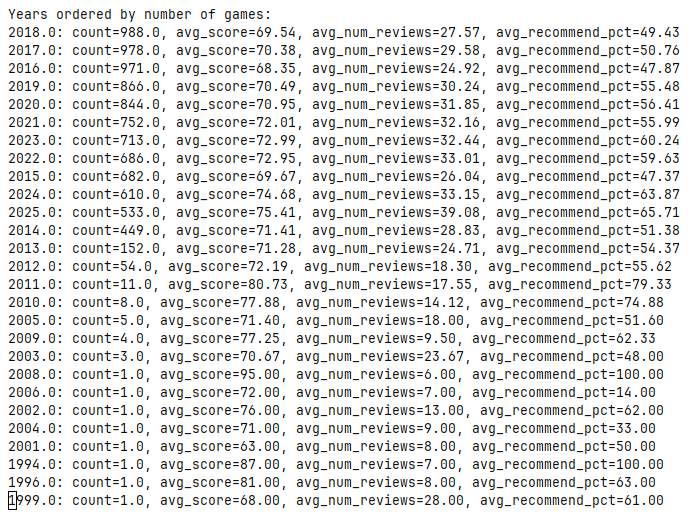 Years ordered by number of games:
2018.0: count=988.0, avg_score=69.54, avg_num_reviews=27.57, avg_recommend_pct=49.43
2017.0: count=978.0, avg_score=70.38, avg_num_reviews=29.58, avg_recommend_pct=50.76
2016.0: count=971.0, avg_score=68.35, avg_num_reviews=24.92, avg_recommend_pct=47.87
2019.0: count=866.0, avg_score=70.49, avg_num_reviews=30.24, avg_recommend_pct=55.48
2020.0: count=844.0, avg_score=70.95, avg_num_reviews=31.85, avg_recommend_pct=56.41
2021.0: count=752.0, avg_score=72.01, avg_num_reviews=32.16, avg_recommend_pct=55.99
2023.0: count=713.0, avg_score=72.99, avg_num_reviews=32.44, avg_recommend_pct=60.24
2022.0: count=686.0, avg_score=72.95, avg_num_reviews=33.01, avg_recommend_pct=59.63
2015.0: count=682.0, avg_score=69.67, avg_num_reviews=26.04, avg_recommend_pct=47.37
2024.0: count=610.0, avg_score=74.68, avg_num_reviews=33.15, avg_recommend_pct=63.87
2025.0: count=533.0, avg_score=75.41, avg_num_reviews=39.08, avg_recommend_pct=65.71
2014.0: count=449.0, avg_score=71.41, avg_num_reviews=28.83, avg_recommend_pct=51.38
2013.0: count=152.0, avg_score=71.28, avg_num_reviews=24.71, avg_recommend_pct=54.37
2012.0: count=54.0, avg_score=72.19, avg_num_reviews=18.30, avg_recommend_pct=55.62
2011.0: count=11.0, avg_score=80.73, avg_num_reviews=17.55, avg_recommend_pct=79.33
2010.0: count=8.0, avg_score=77.88, avg_num_reviews=14.12, avg_recommend_pct=74.88
2005.0: count=5.0, avg_score=71.40, avg_num_reviews=18.00, avg_recommend_pct=51.60
2009.0: count=4.0, avg_score=77.25, avg_num_reviews=9.50, avg_recommend_pct=62.33
2003.0: count=3.0, avg_score=70.67, avg_num_reviews=23.67, avg_recommend_pct=48.00
2008.0: count=1.0, avg_score=95.00, avg_num_reviews=6.00, avg_recommend_pct=100.00
2006.0: count=1.0, avg_score=72.00, avg_num_reviews=7.00, avg_recommend_pct=14.00
2002.0: count=1.0, avg_score=76.00, avg_num_reviews=13.00, avg_recommend_pct=62.00
2004.0: count=1.0, avg_score=71.00, avg_num_reviews=9.00, avg_recommend_pct=33.00
2001.0: count=1.0, avg_score=63.00, avg_num_reviews=8.00, avg_recommend_pct=50.00
1994.0: count=1.0, avg_score=87.00, avg_num_reviews=7.00, avg_recommend_pct=100.00
1996.0: count=1.0, avg_score=81.00, avg_num_reviews=8.00, avg_recommend_pct=63.00
1999.0: count=1.0, avg_score=68.00, avg_num_reviews=28.00, avg_recommend_pct=61.00